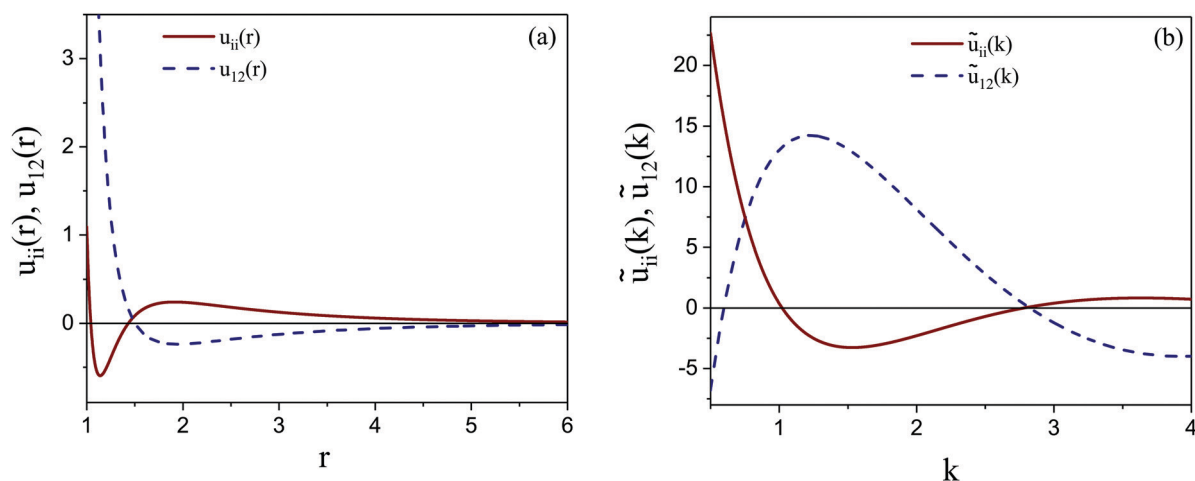 (a)
u_ii(r)
u_12(r)
3
2
1
0
u_ii(r), u_12(r)
1 2 3 4 5 6
r
(b)
ũ_ii(k)
ũ_12(k)
20
15
10
5
0
-5
ũ_ii(k), ũ_12(k)
1 2 3 4
k